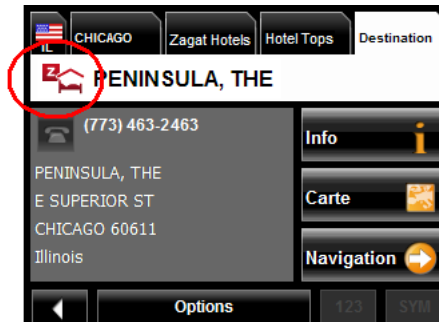 IL CHICAGO Zagat Hotels Hotel Tops Destination
Z PENINSULA, THE
(773) 463-2463
PENINSULA, THE
E SUPERIOR ST
CHICAGO 60611
Illinois
Info
Carte
Navigation
Options 123 SYM